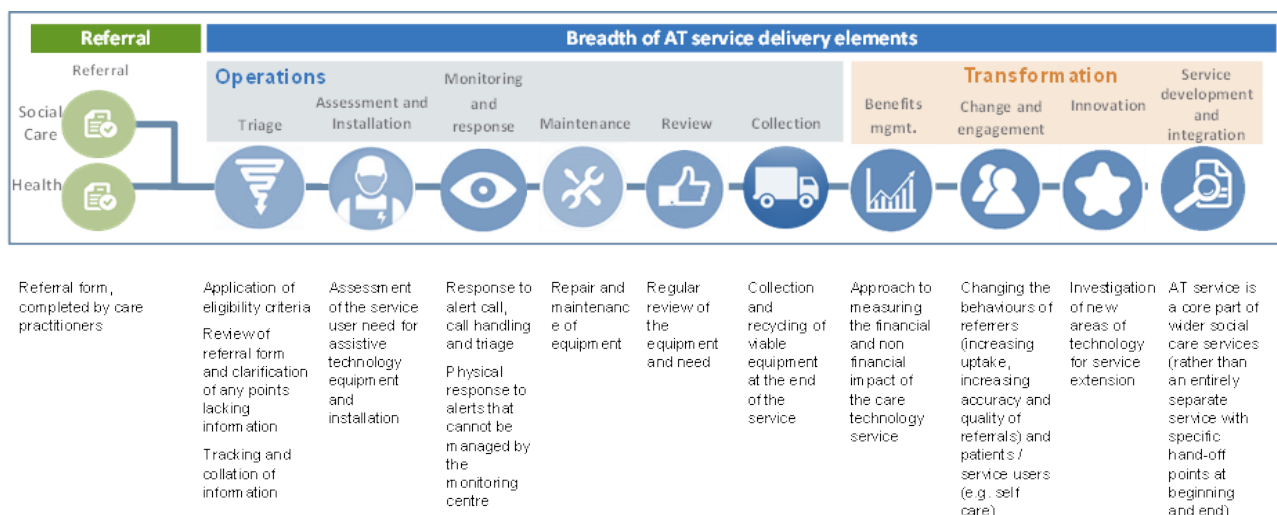 Referral
Breadth of AT service delivery elements
Referral
Social
Care
Health
Operations
Triage
Assessment and
Installation
Monitoring
and
response
Maintenance
Review
Collection
Transformation
Benefits
mgmt.
Change and
engagement
Innovation
Service
development
and
integration
Referral form,
completed by care
practitioners
Application of
eligibility criteria
Review of
referral form
and clarification
of any points
lacking
information
Tracking and
collation of
information
Assessment
of the service
user need for
assistive
technology
equipment
and
installation
Response to
alert call,
call handling
and triage
Physical
response to
alerts that
cannot be
managed by
the
monitoring
centre
Repair and
maintenanc
e of
equipment
Regular
review of
the
equipment
and need
Collection
and
recycling of
viable
equipment
at the end
of the
service
Approach to
measuring
the financial
and non
financial
impact of
the care
technology
service
Changing the
behaviours of
referrers
(increasing
uptake,
increasing
accuracy and
quality of
referrals) and
patients /
service users
(e.g. self
care)
Investigation
of new
areas of
technology
for service
extension
AT service is
a core part of
wider social
care services
(rather than
an entirely
separate
service with
specific
hand-off
points at
beginning
and end)